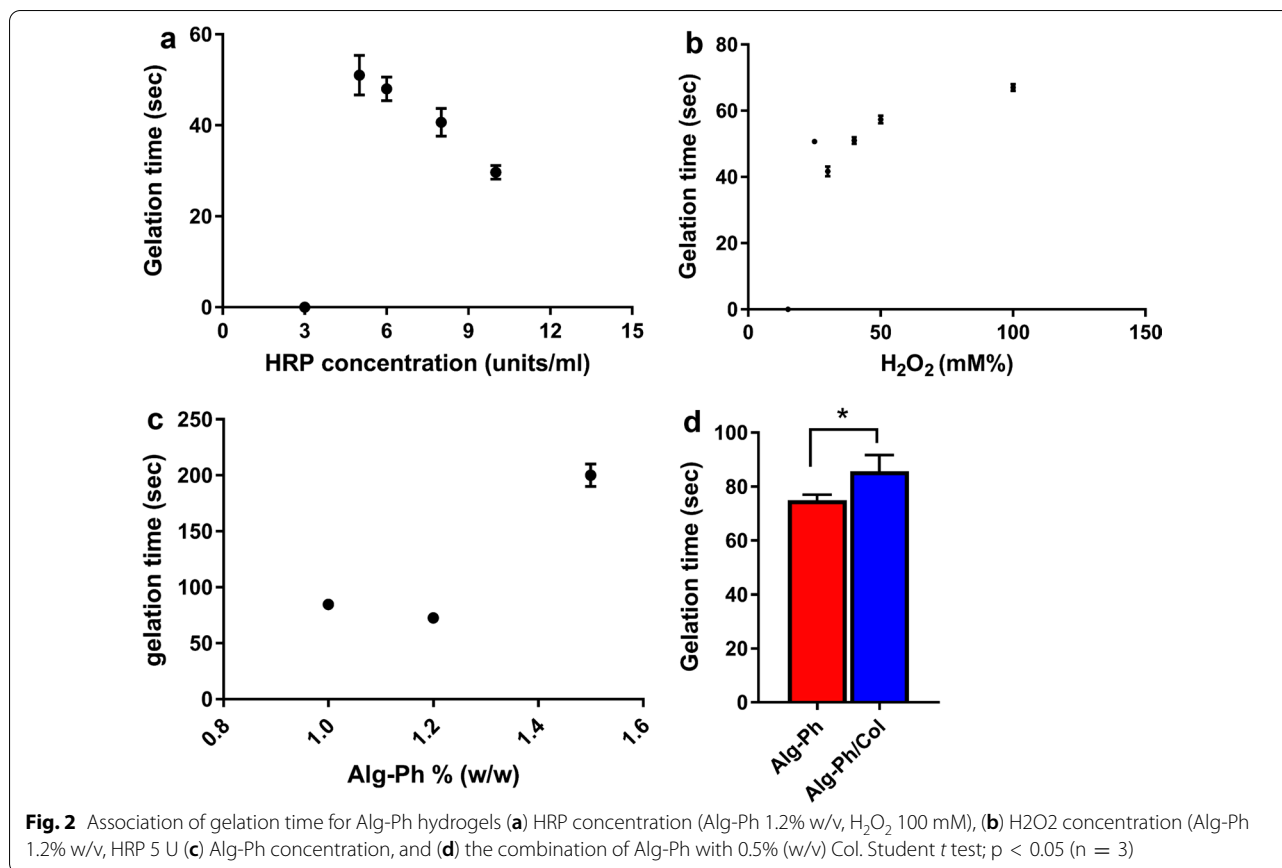 a
60
40
20
0
Gelation time (sec)
0 3 6 9 12 15
HRP concentration (units/ml)
b
80
60
40
20
0
Gelation time (sec)
0 50 100 150
H₂O₂ (mM%)
c
250
200
150
100
50
0
gelation time (sec)
0.8 1.0 1.2 1.4 1.6
Alg-Ph % (w/w)
d
*
100
80
60
40
20
0
Gelation time (sec)
Alg-Ph Alg-Ph/Col
Fig. 2 Association of gelation time for Alg-Ph hydrogels (a) HRP concentration (Alg-Ph 1.2% w/v, H₂O₂ 100 mM), (b) H2O2 concentration (Alg-Ph
1.2% w/v, HRP 5 U (c) Alg-Ph concentration, and (d) the combination of Alg-Ph with 0.5% (w/v) Col. Student t test; p < 0.05 (n = 3)